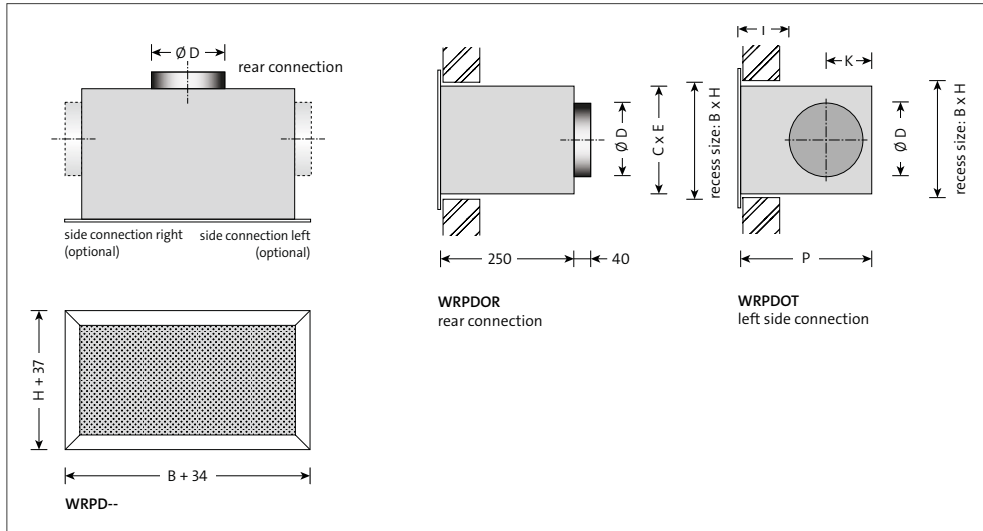 Ø D
rear connection
side connection right
(optional)
side connection left
(optional)
H + 37
B + 34
WRPD--
Ø D
C x E
recess size: B x H
250
40
WRPDOR
rear connection
I
K
Ø D
recess size: B x H
P
WRPDOT
left side connection